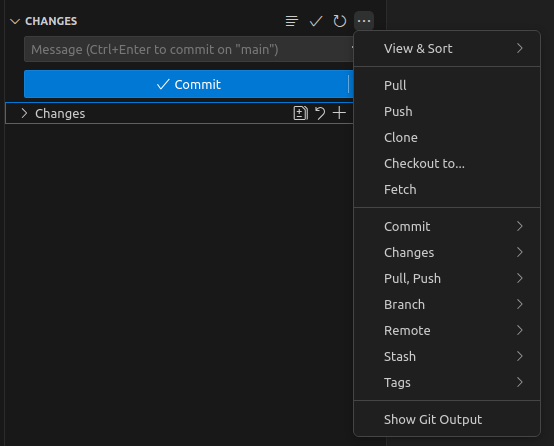 CHANGES
Message (Ctrl+Enter to commit on "main")
Commit
Changes
View & Sort
Pull
Push
Clone
Checkout to...
Fetch
Commit
Changes
Pull, Push
Branch
Remote
Stash
Tags
Show Git Output